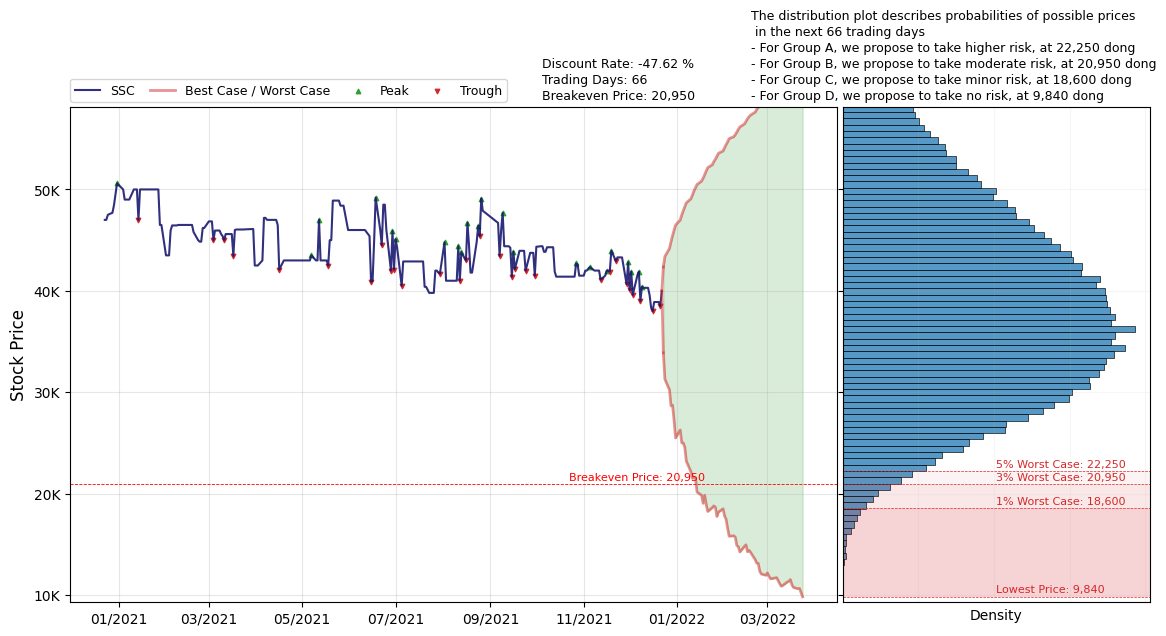 The distribution plot describes probabilities of possible prices
in the next 66 trading days
- For Group A, we propose to take higher risk, at 22,250 dong
- For Group B, we propose to take moderate risk, at 20,950 dong
- For Group C, we propose to take minor risk, at 18,600 dong
- For Group D, we propose to take no risk, at 9,840 dong
Discount Rate: -47.62 %
Trading Days: 66
Breakeven Price: 20,950
SSC
Best Case / Worst Case
Peak
Trough
Stock Price
50K
40K
30K
20K
10K
Breakeven Price: 20,950
5% Worst Case: 22,250
3% Worst Case: 20,950
1% Worst Case: 18,600
Lowest Price: 9,840
01/2021
03/2021
05/2021
07/2021
09/2021
11/2021
01/2022
03/2022
Density